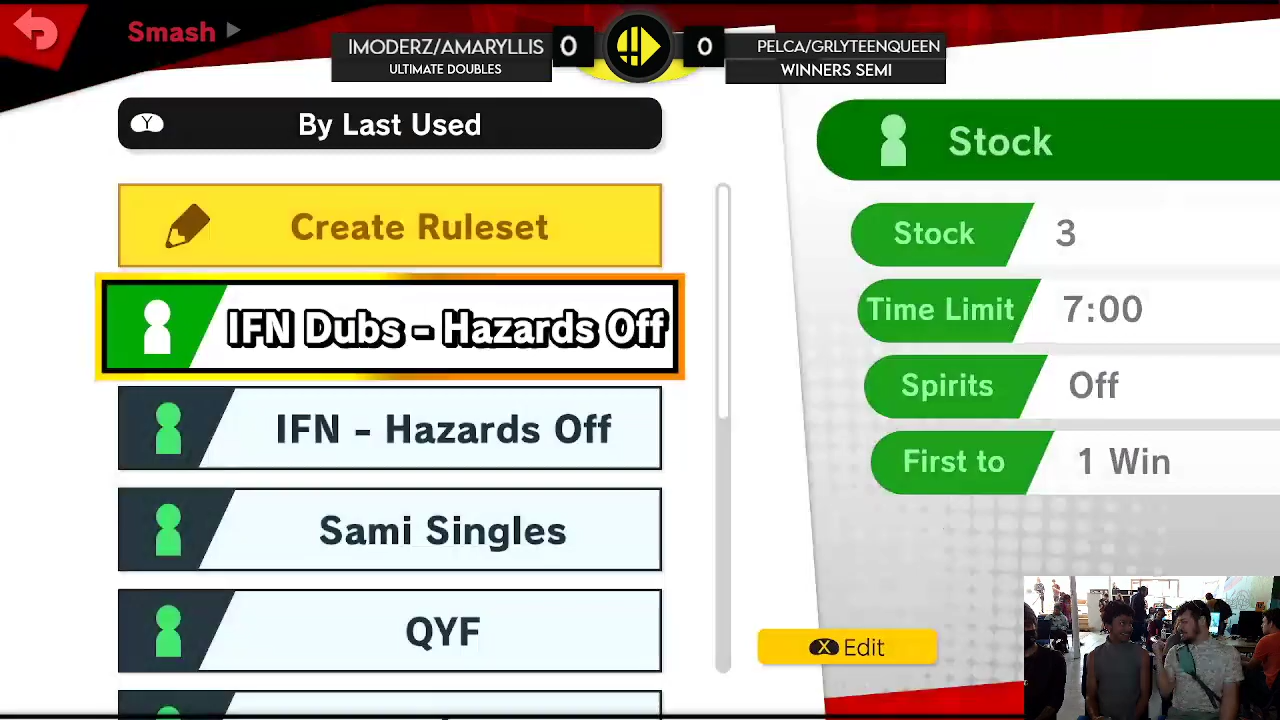 Smash
IMODERZ/AMARYLLIS 0
ULTIMATE DOUBLES
0 PELCA/GRLYTEENQUEEN
WINNERS SEMI
Y By Last Used
Create Ruleset
IFN Dubs - Hazards Off
IFN - Hazards Off
Sami Singles
QYF
Stock
Stock 3
Time Limit 7:00
Spirits Off
First to 1 Win
X Edit